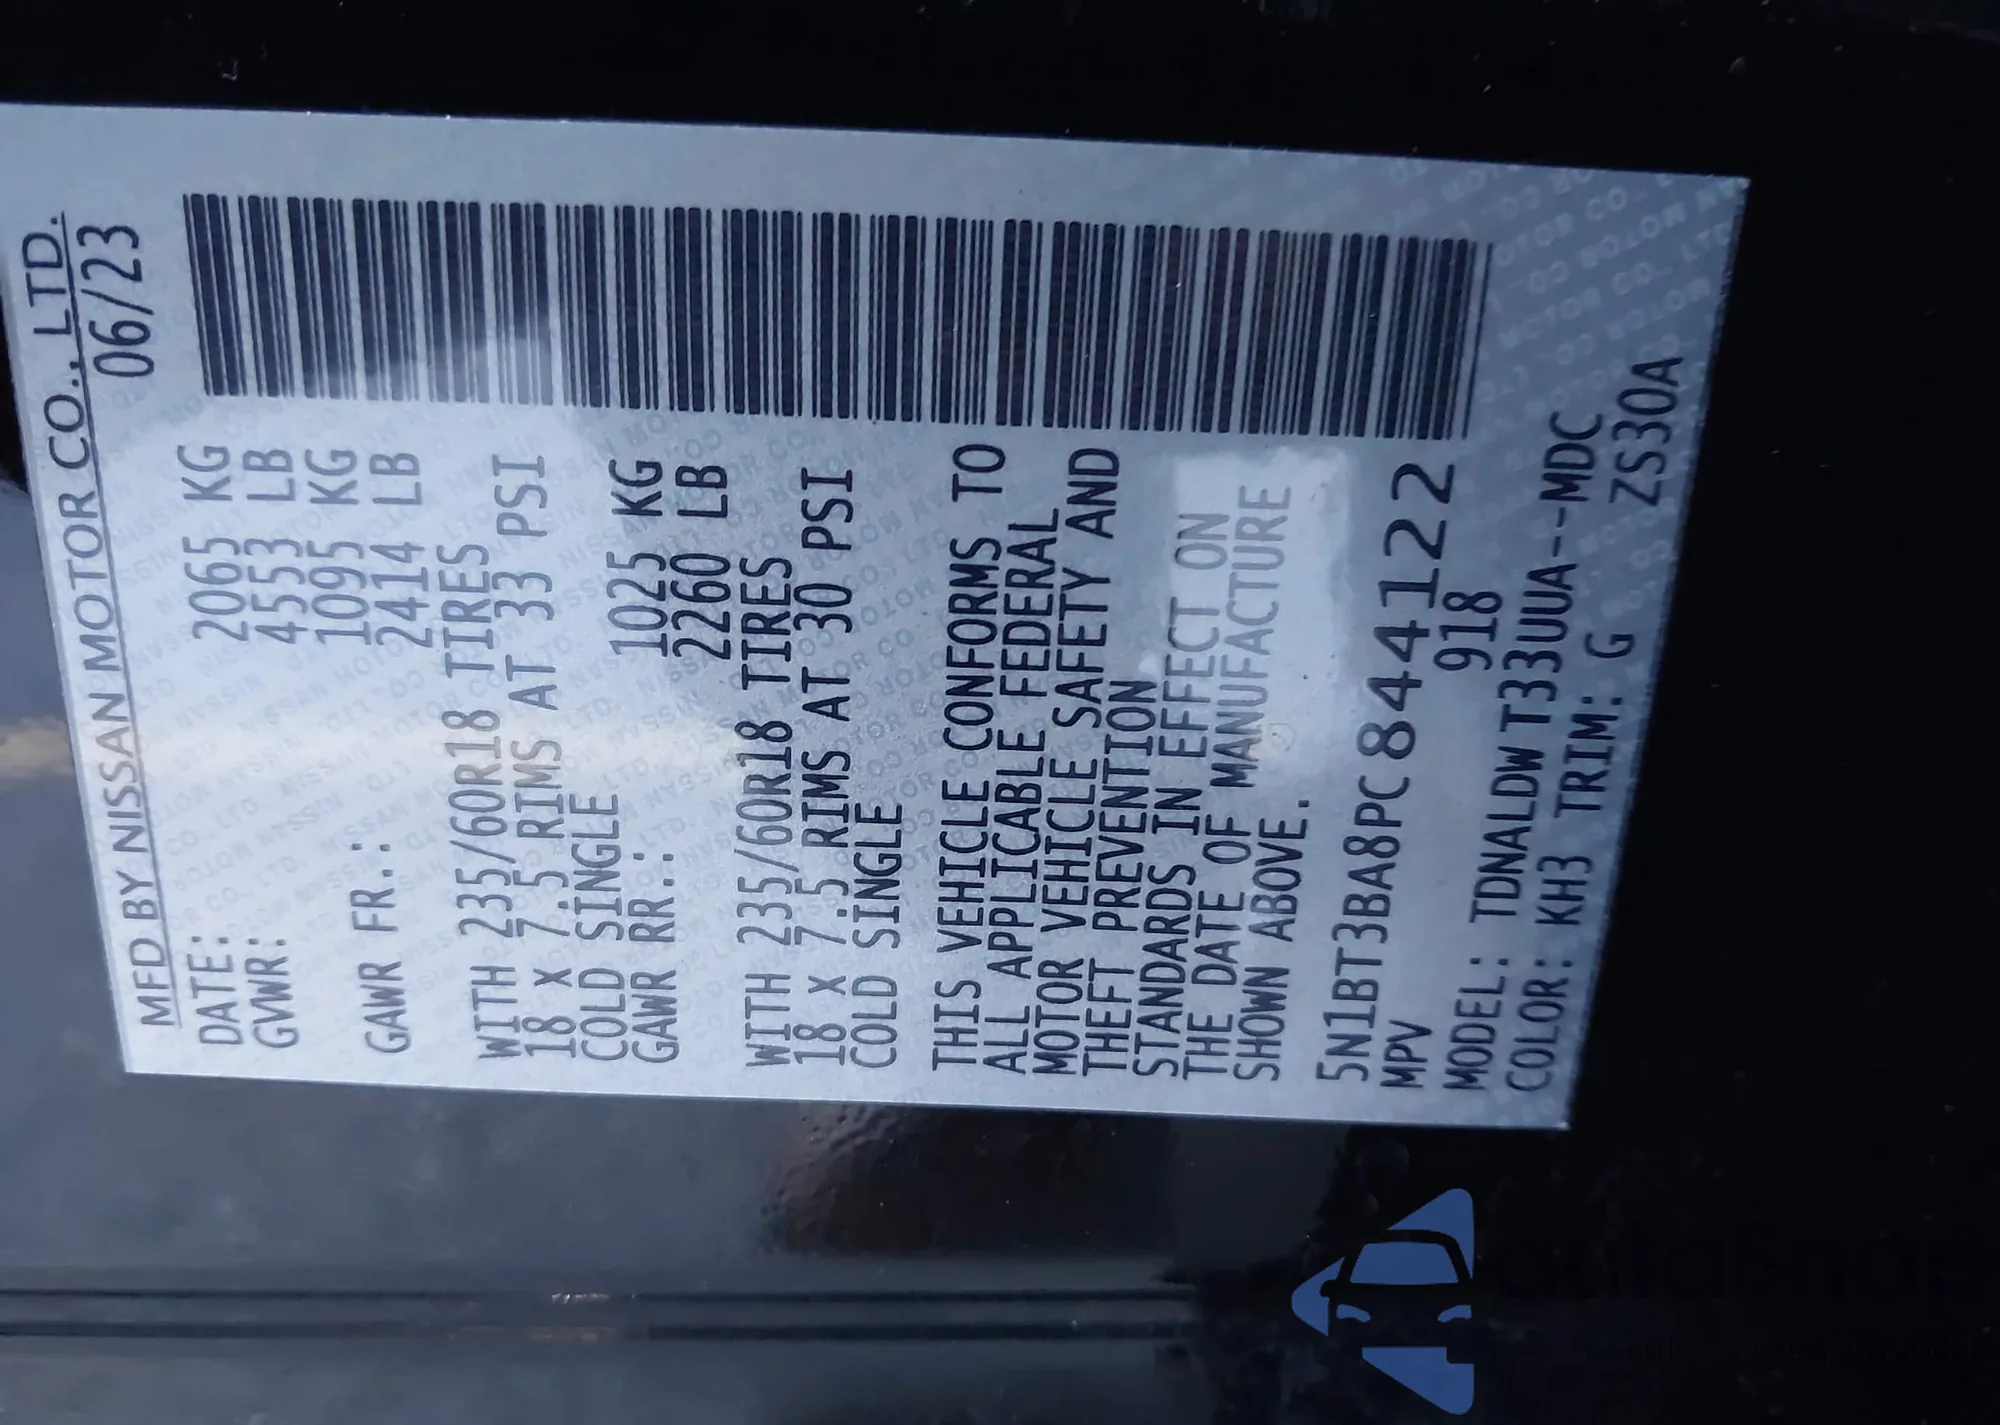 MFD BY NISSAN MOTOR CO., LTD.
DATE: 06/23
GVWR: 2065 KG
4553 LB
GAWR FR.: 1095 KG
2414 LB
WITH 235/60R18 TIRES
18 X 7.5 RIMS AT 33 PSI
COLD SINGLE
GAWR RR.: 1025 KG
2260 LB
WITH 235/60R18 TIRES
18 X 7.5 RIMS AT 30 PSI
COLD SINGLE
THIS VEHICLE CONFORMS TO
ALL APPLICABLE FEDERAL
MOTOR VEHICLE SAFETY AND
THEFT PREVENTION
STANDARDS IN EFFECT ON
THE DATE OF MANUFACTURE
SHOWN ABOVE.
5N1BT3BA8PC844122
MPV 918
MODEL: TDNALDW T33UUA--MDC
COLOR: KH3 TRIM: G ZS30A